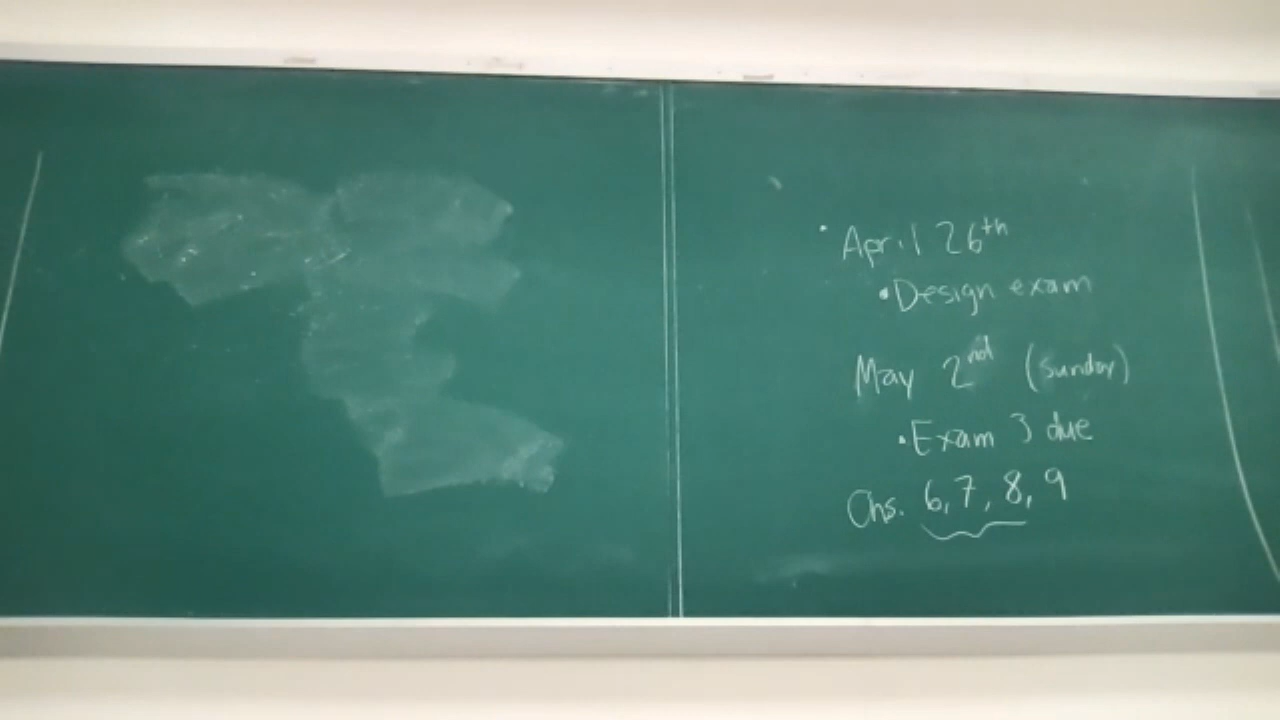 • April 26th
• Design exam
May 2nd (Sunday)
• Exam 3 due
Chs. 6, 7, 8, 9